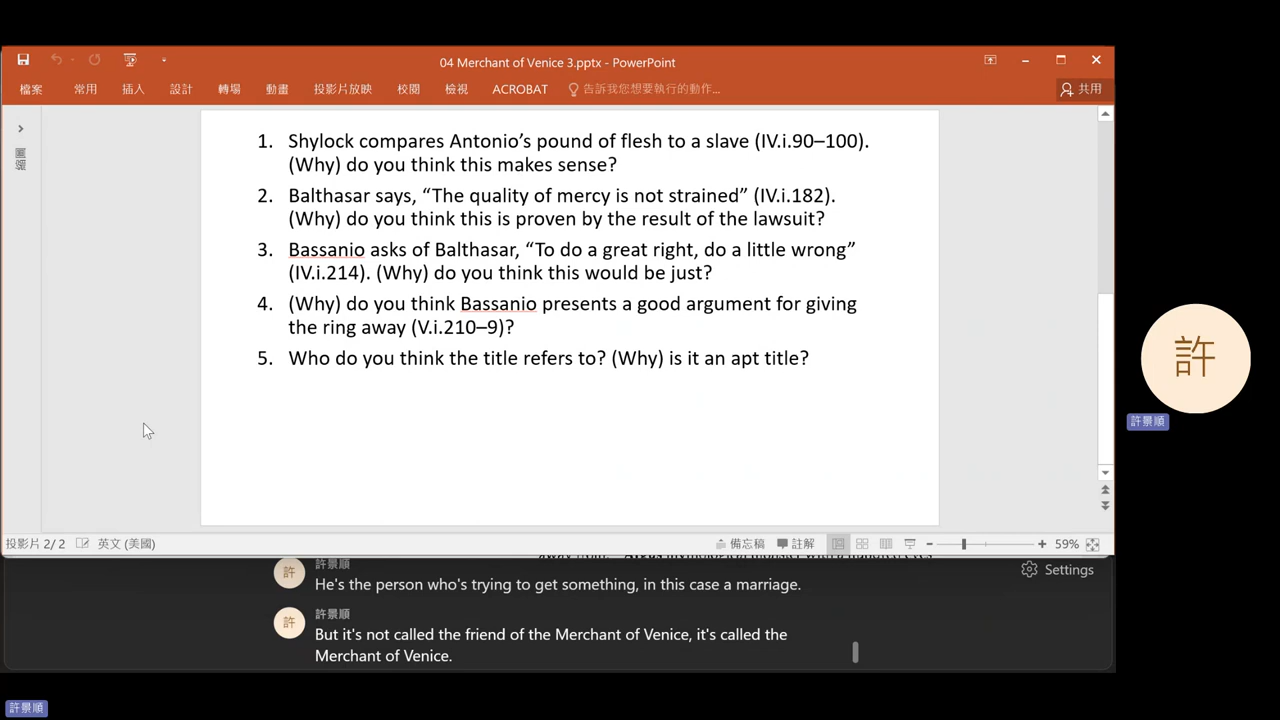 04 Merchant of Venice 3.pptx - PowerPoint
檔案 常用 插入 設計 轉場 動畫 投影片放映 校閱 檢視 ACROBAT 告訴我您想要執行的動作... 共用
1. Shylock compares Antonio’s pound of flesh to a slave (IV.i.90–100).
(Why) do you think this makes sense?
2. Balthasar says, “The quality of mercy is not strained” (IV.i.182).
(Why) do you think this is proven by the result of the lawsuit?
3. Bassanio asks of Balthasar, “To do a great right, do a little wrong”
(IV.i.214). (Why) do you think this would be just?
4. (Why) do you think Bassanio presents a good argument for giving
the ring away (V.i.210–9)?
5. Who do you think the title refers to? (Why) is it an apt title?
許
許景順
投影片 2/2 英文 (美國) 備忘稿 註解 59%
許 許景順
He's the person who's trying to get something, in this case a marriage.
Settings
許 許景順
But it's not called the friend of the Merchant of Venice, it's called the
Merchant of Venice.
許景順